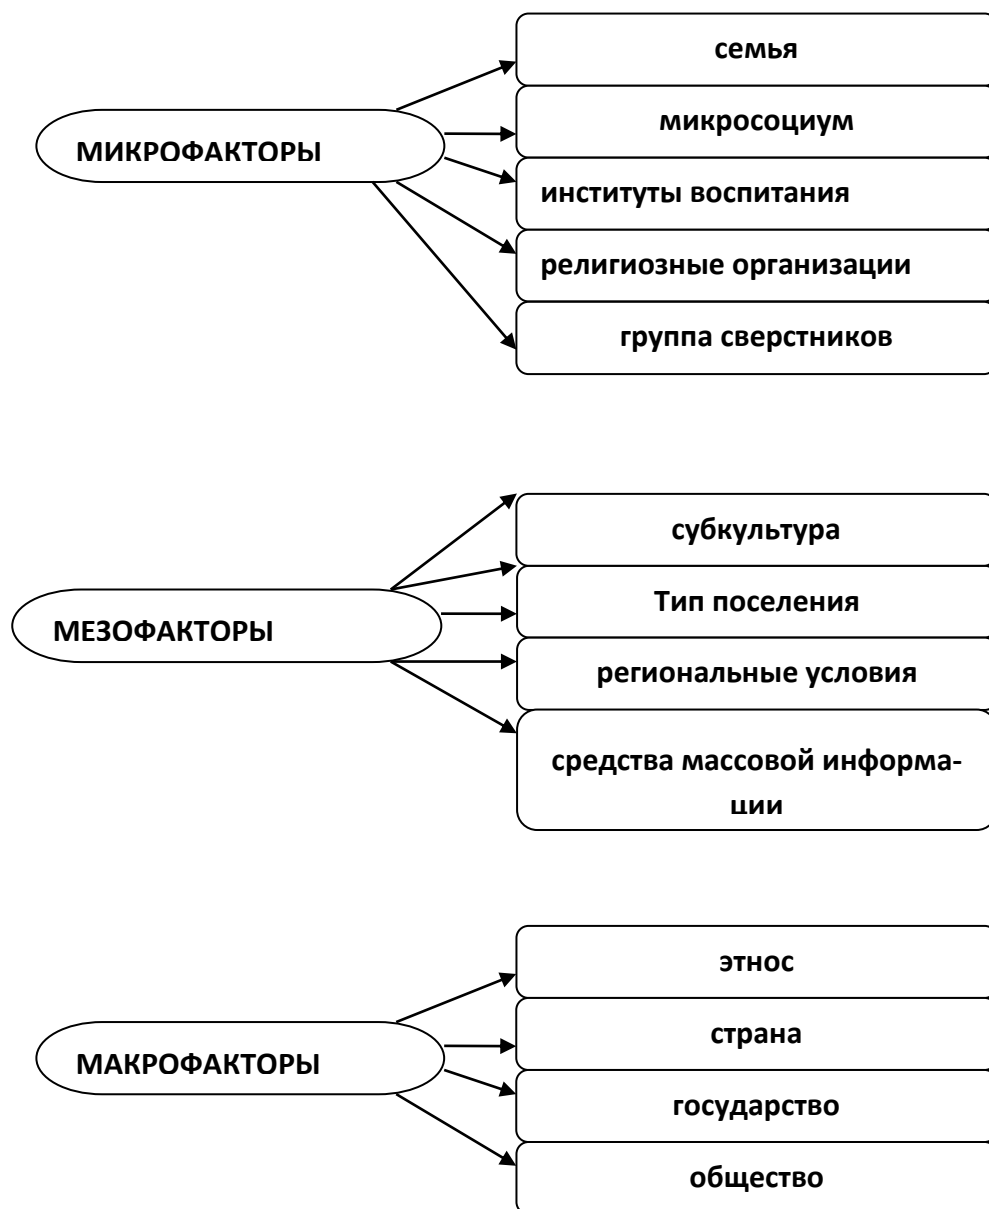 семья
микросоциум
МИКРОФАКТОРЫ
институты воспитания
религиозные организации
группа сверстников
субкультура
Тип поселения
МЕЗОФАКТОРЫ
региональные условия
средства массовой информа-
ции
этнос
страна
МАКРОФАКТОРЫ
государство
общество